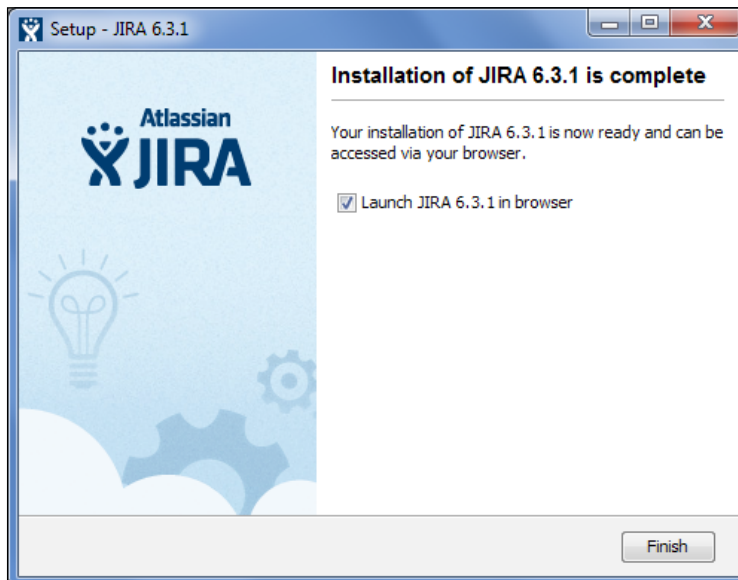 Setup - JIRA 6.3.1
Installation of JIRA 6.3.1 is complete
Atlassian
JIRA
Your installation of JIRA 6.3.1 is now ready and can be
accessed via your browser.
Launch JIRA 6.3.1 in browser
Finish